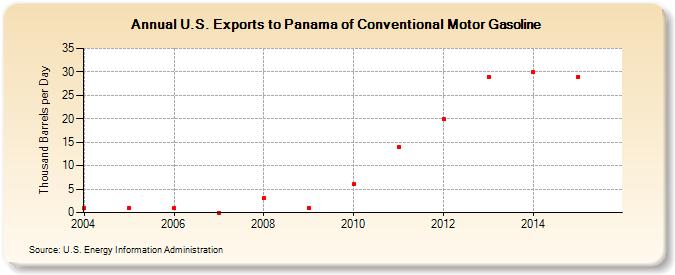 Annual U.S. Exports to Panama of Conventional Motor Gasoline
Thousand Barrels per Day
35
30
25
20
15
10
5
0
2004 2006 2008 2010 2012 2014
Source: U.S. Energy Information Administration